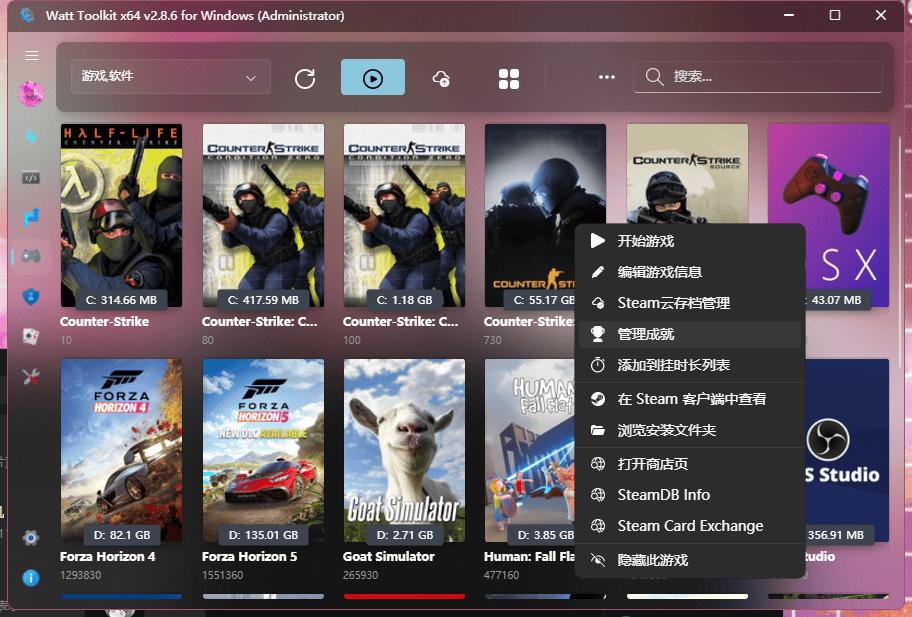 Watt Toolkit x64 v2.8.6 for Windows (Administrator)
游戏,软件
搜索...
HALF-LIFE
COUNTER-STRIKE
COUNTER STRIKE
CONDITION ZERO
COUNTER STRIKE
CONDITION ZERO
COUNTER STRIKE
COUNTER STRIKE
SOURCE
S X
C: 314.66 MB
C: 417.59 MB
C: 1.18 GB
C: 55.17 GB
: 43.07 MB
Counter-Strike
Counter-Strike: C...
Counter-Strike: C...
Counter-Strike:
10
80
100
730
开始游戏
编辑游戏信息
Steam云存档管理
管理成就
添加到挂时长列表
在 Steam 客户端中查看
浏览安装文件夹
打开商店页
SteamDB Info
Steam Card Exchange
隐藏此游戏
FORZA
HORIZON 4
FORZA
HORIZON 5
NEW DLC AVAILABLE
Goat Simulator
HUMAN
Fall Flat
S Studio
D: 82.1 GB
D: 135.01 GB
D: 2.71 GB
D: 3.85 GB
356.91 MB
Forza Horizon 4
Forza Horizon 5
Goat Simulator
Human: Fall Fla
tudio
1293830
1551360
265930
477160